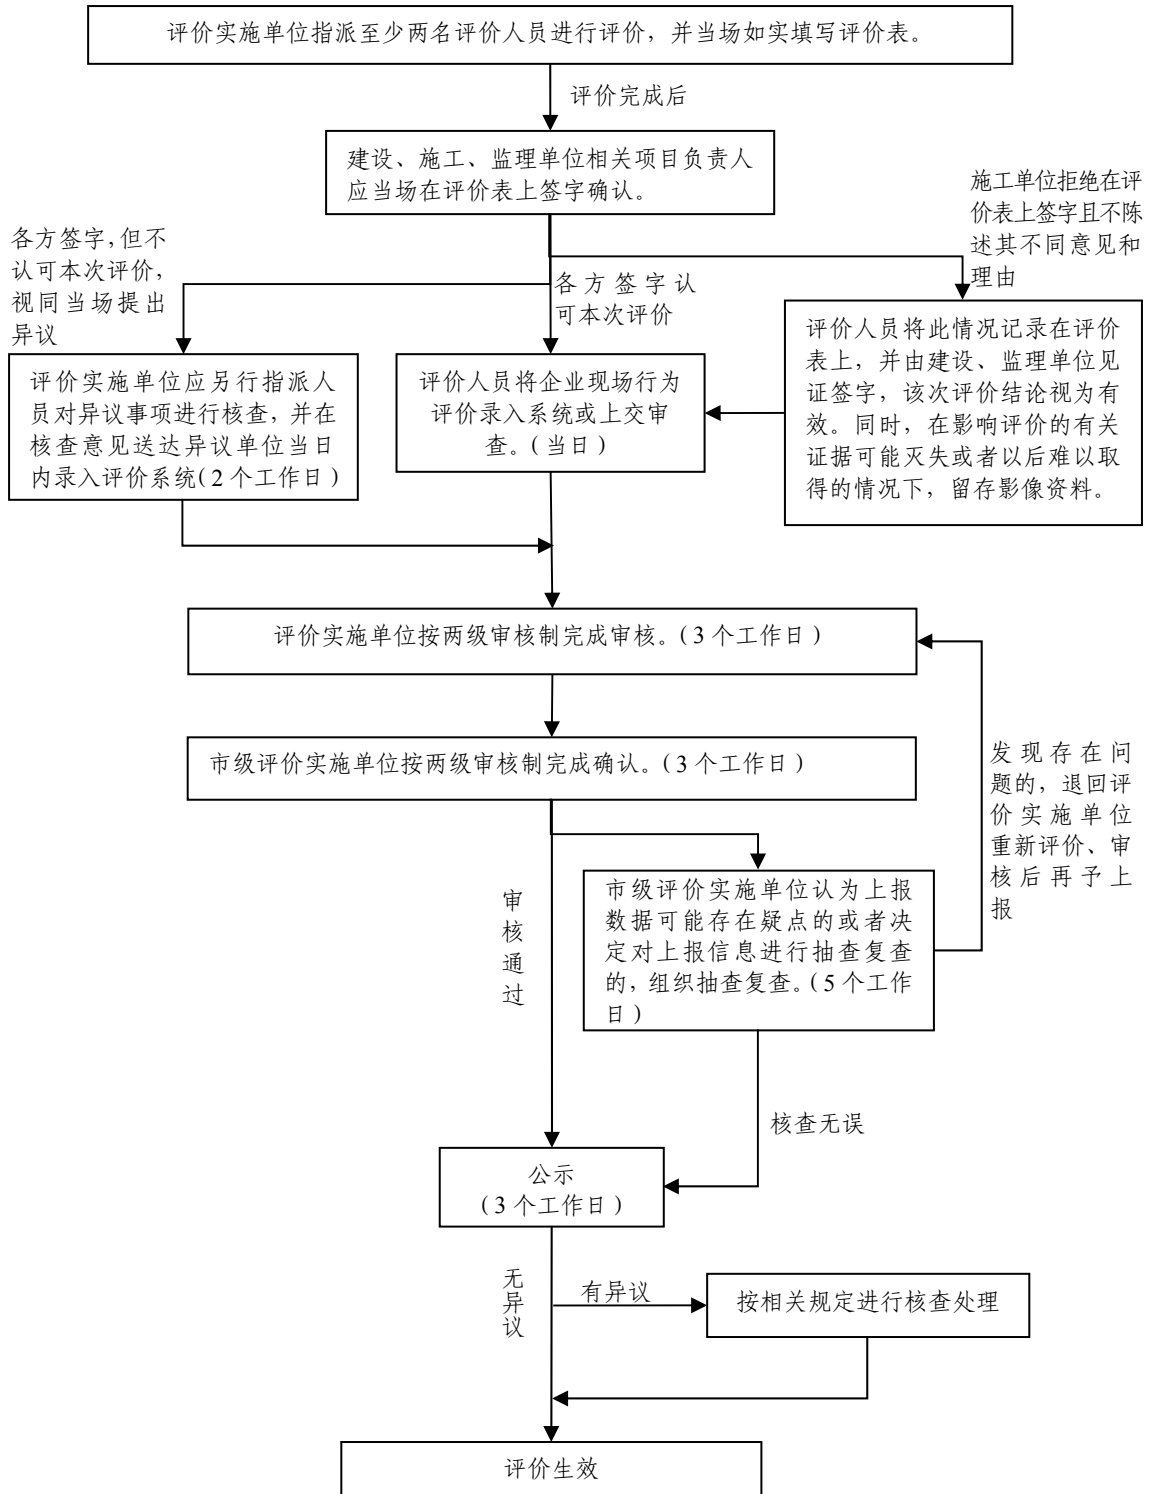 评价实施单位指派至少两名评价人员进行评价，并当场如实填写评价表。
评价完成后
建设、施工、监理单位相关项目负责人
应当场在评价表上签字确认。
施工单位拒绝在评
价表上签字且不陈
述其不同意见和
理由
各方签字，但不
认可本次评价，
视同当场提出
异议
各方签字认
可本次评价
评价实施单位应另行指派人
员对异议事项进行核查，并在
核查意见送达异议单位当日
内录入评价系统（2个工作日）
评价人员将企业现场行为
评价录入系统或上交审
查。（当日）
评价人员将此情况记录在评价
表上，并由建设、监理单位见
证签字，该次评价结论视为有
效。同时，在影响评价的有关
证据可能灭失或者以后难以取
得的情况下，留存影像资料。
评价实施单位按两级审核制完成审核。（3个工作日）
市级评价实施单位按两级审核制完成确认。（3个工作日）
发现存在问
题的，退回评
价实施单位
重新评价、审
核后再予上
报
审核通过
市级评价实施单位认为上报
数据可能存在疑点的或者决
定对上报信息进行抽查复查
的，组织抽查复查。（5个工作
日）
核查无误
公示
（3个工作日）
无异议
有异议
按相关规定进行核查处理
评价生效